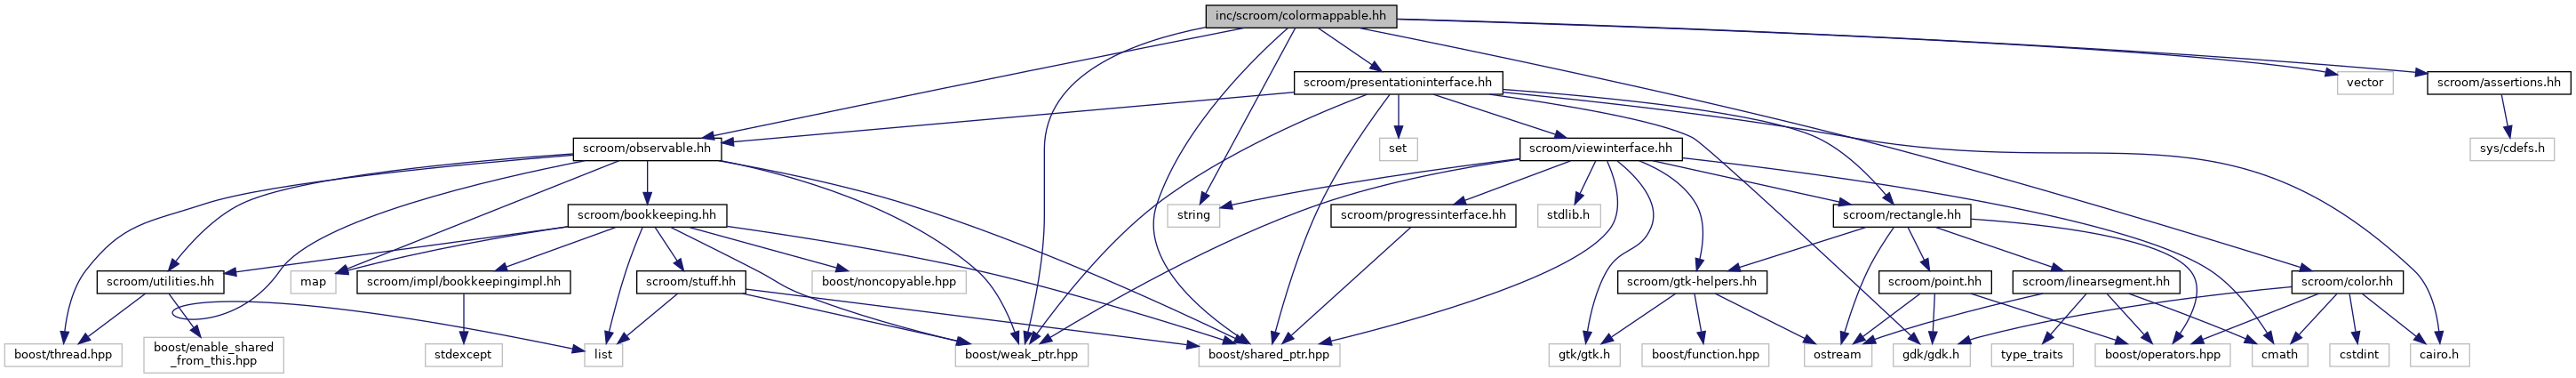 inc/scroom/colormappable.hh
scroom/presentationinterface.hh
vector
scroom/assertions.hh
scroom/observable.hh
set
scroom/viewinterface.hh
sys/cdefs.h
scroom/bookkeeping.hh
string
scroom/progressinterface.hh
stdlib.h
scroom/rectangle.hh
scroom/utilities.hh
map
scroom/impl/bookkeepingimpl.hh
scroom/stuff.hh
boost/noncopyable.hpp
scroom/gtk-helpers.hh
scroom/point.hh
scroom/linearsegment.hh
scroom/color.hh
boost/thread.hpp
boost/enable_shared
_from_this.hpp
stdexcept
list
boost/weak_ptr.hpp
boost/shared_ptr.hpp
gtk/gtk.h
boost/function.hpp
ostream
gdk/gdk.h
type_traits
boost/operators.hpp
cmath
cstdint
cairo.h